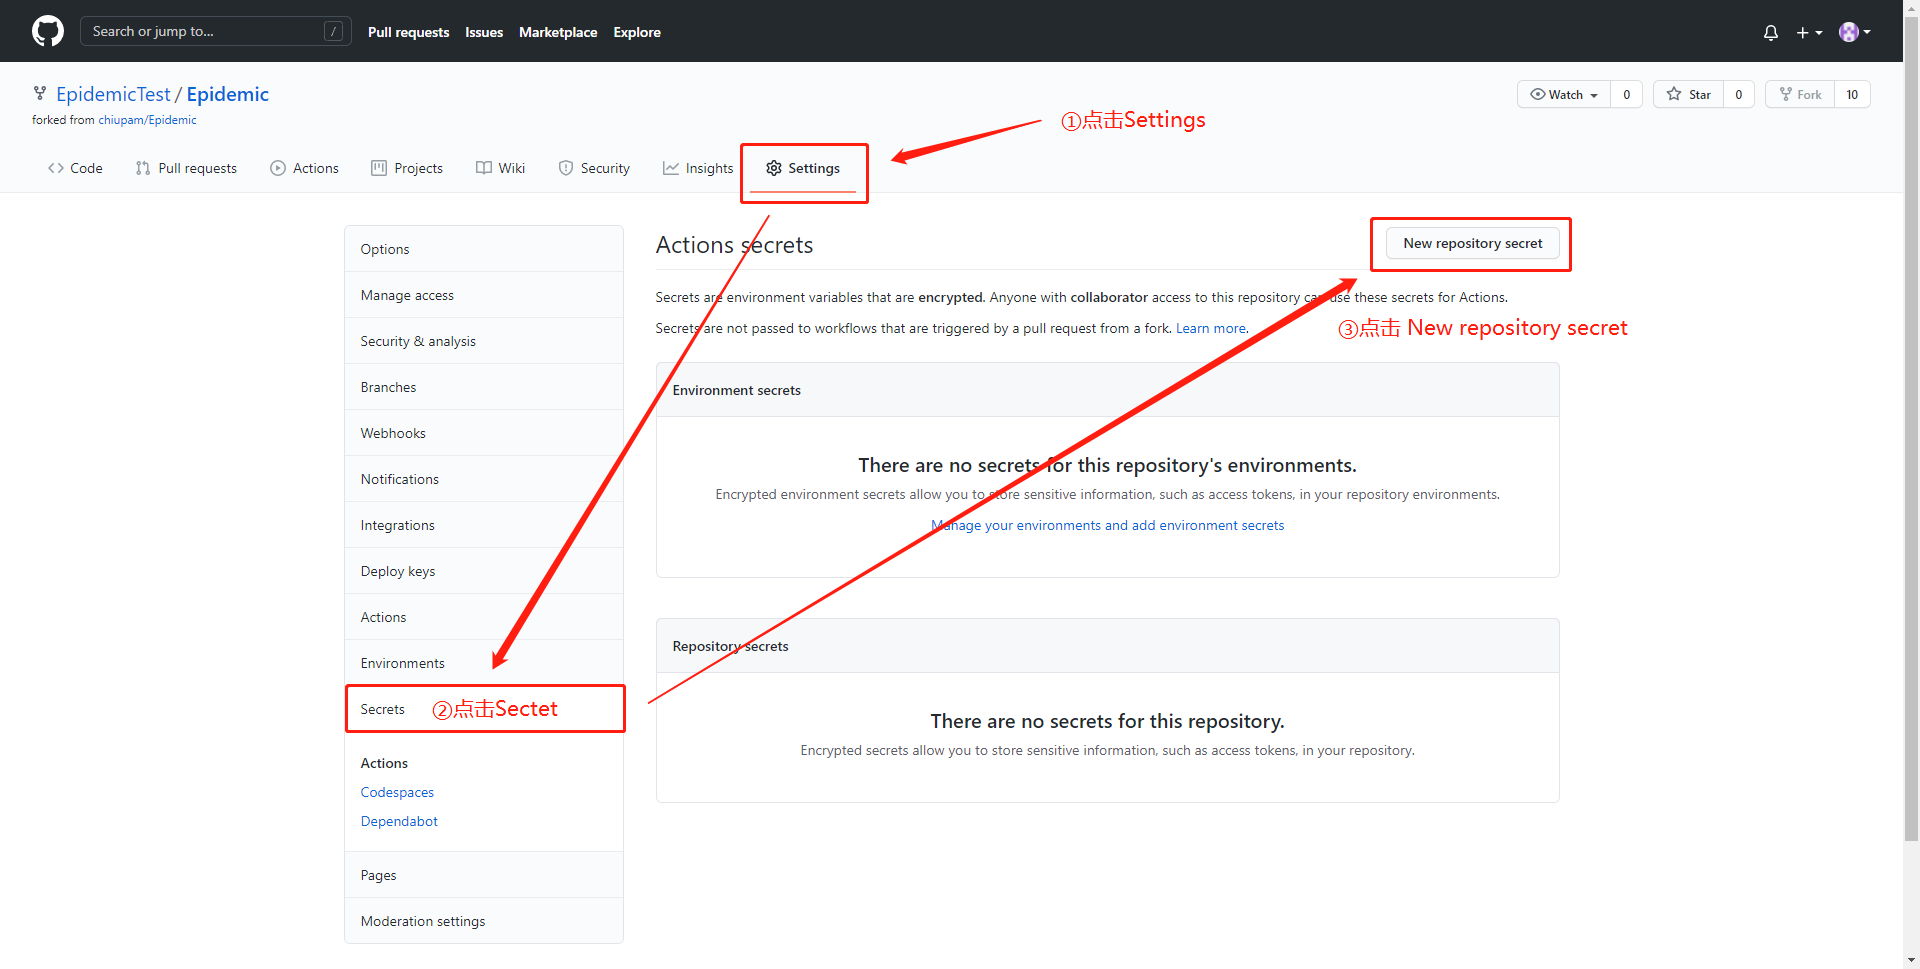 Search or jump to... /
Pull requests Issues Marketplace Explore
EpidemicTest / Epidemic
forked from chiupam/Epidemic
Watch 0 Star 0 Fork 10
①点击Settings
Code Pull requests Actions Projects Wiki Security Insights Settings
Options
Manage access
Security & analysis
Branches
Webhooks
Notifications
Integrations
Deploy keys
Actions
Environments
Secrets ②点击Sectet
Actions
Codespaces
Dependabot
Pages
Moderation settings
Actions secrets
New repository secret
Secrets are environment variables that are encrypted. Anyone with collaborator access to this repository can use these secrets for Actions.
Secrets are not passed to workflows that are triggered by a pull request from a fork. Learn more.
③点击 New repository secret
Environment secrets
There are no secrets for this repository's environments.
Encrypted environment secrets allow you to store sensitive information, such as access tokens, in your repository environments.
Manage your environments and add environment secrets
Repository secrets
There are no secrets for this repository.
Encrypted secrets allow you to store sensitive information, such as access tokens, in your repository.